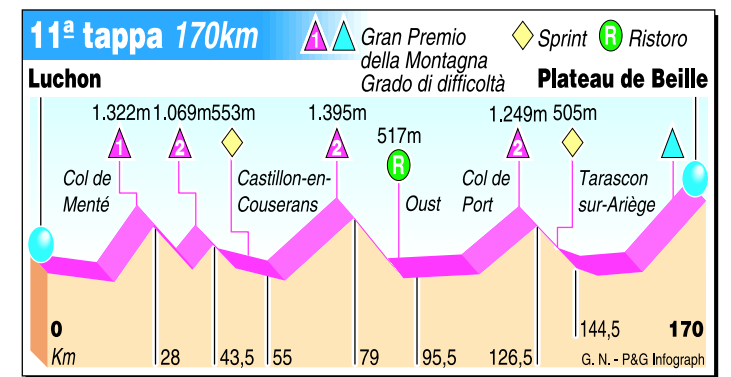 11ª tappa 170km
1 Gran Premio
della Montagna
Grado di difficoltà
Sprint
R Ristoro
Luchon
Plateau de Beille
1.322m 1.069m 553m 1.395m 517m 1.249m 505m
1 2 2 R 2
Col de
Menté
Castillon-en-
Couserans
Oust
Col de
Port
Tarascon
sur-Ariège
0 144,5 170
Km 28 43,5 55 79 95,5 126,5 G. N. - P&G Infograph